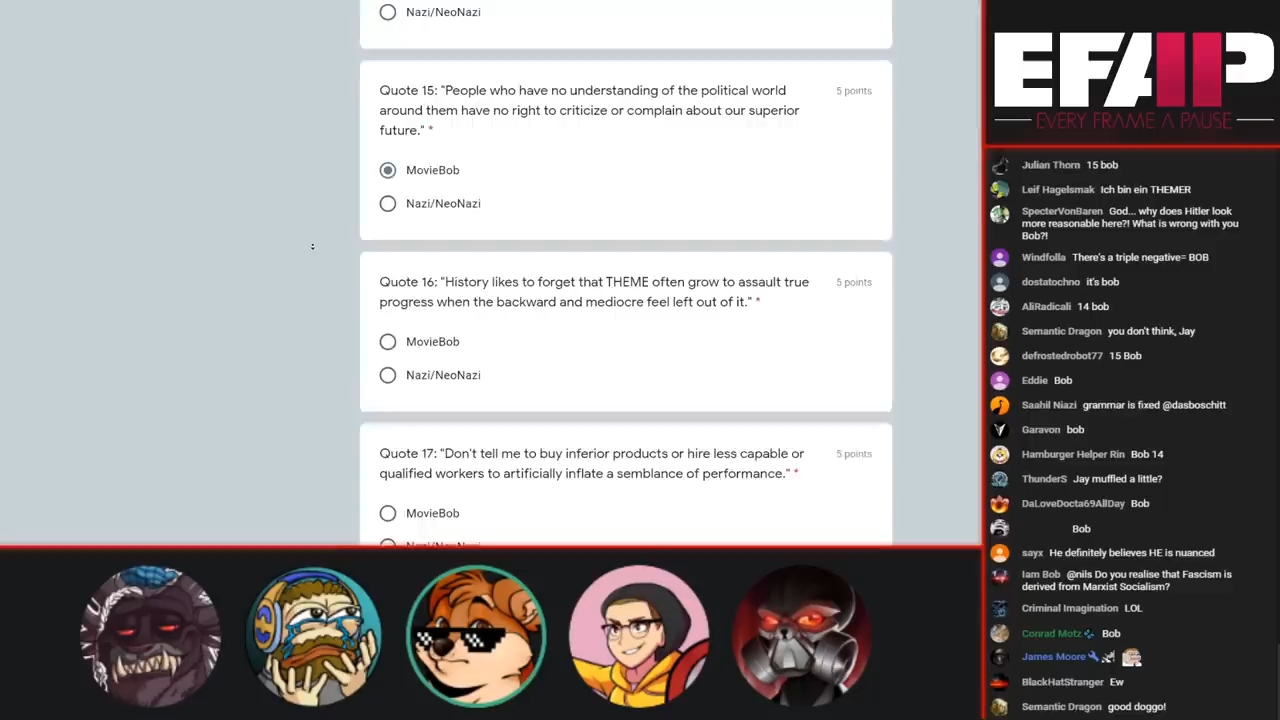 Nazi/NeoNazi
Quote 15: "People who have no understanding of the political world
around them have no right to criticize or complain about our superior
future." *
5 points
MovieBob
Nazi/NeoNazi
Quote 16: "History likes to forget that THEME often grow to assault true
progress when the backward and mediocre feel left out of it." *
5 points
MovieBob
Nazi/NeoNazi
Quote 17: "Don't tell me to buy inferior products or hire less capable or
qualified workers to artificially inflate a semblance of performance." *
5 points
MovieBob
Nazi/NeoNazi
EFAP
EVERY FRAME A PAUSE
Julian Thorn 15 bob
Leif Hagelsmak Ich bin ein THEMER
SpecterVonBaren God... why does Hitler look
more reasonable here?! What is wrong with you
Bob?!
Windfolla There's a triple negative= BOB
dostatochno it's bob
AliRadicali 14 bob
Semantic Dragon you don't think, Jay
defrostedrobot77 15 Bob
Eddie Bob
Saahil Niazi grammar is fixed @dasboschitt
Garavon bob
Hamburger Helper Rin Bob 14
ThunderS Jay muffled a little?
DaLoveDocta69AllDay Bob
Bob
sayx He definitely believes HE is nuanced
Iam Bob @nils Do you realise that Fascism is
derived from Marxist Socialism?
Criminal Imagination LOL
Conrad Motz Bob
James Moore
BlackHatStranger Ew
Semantic Dragon good doggo!